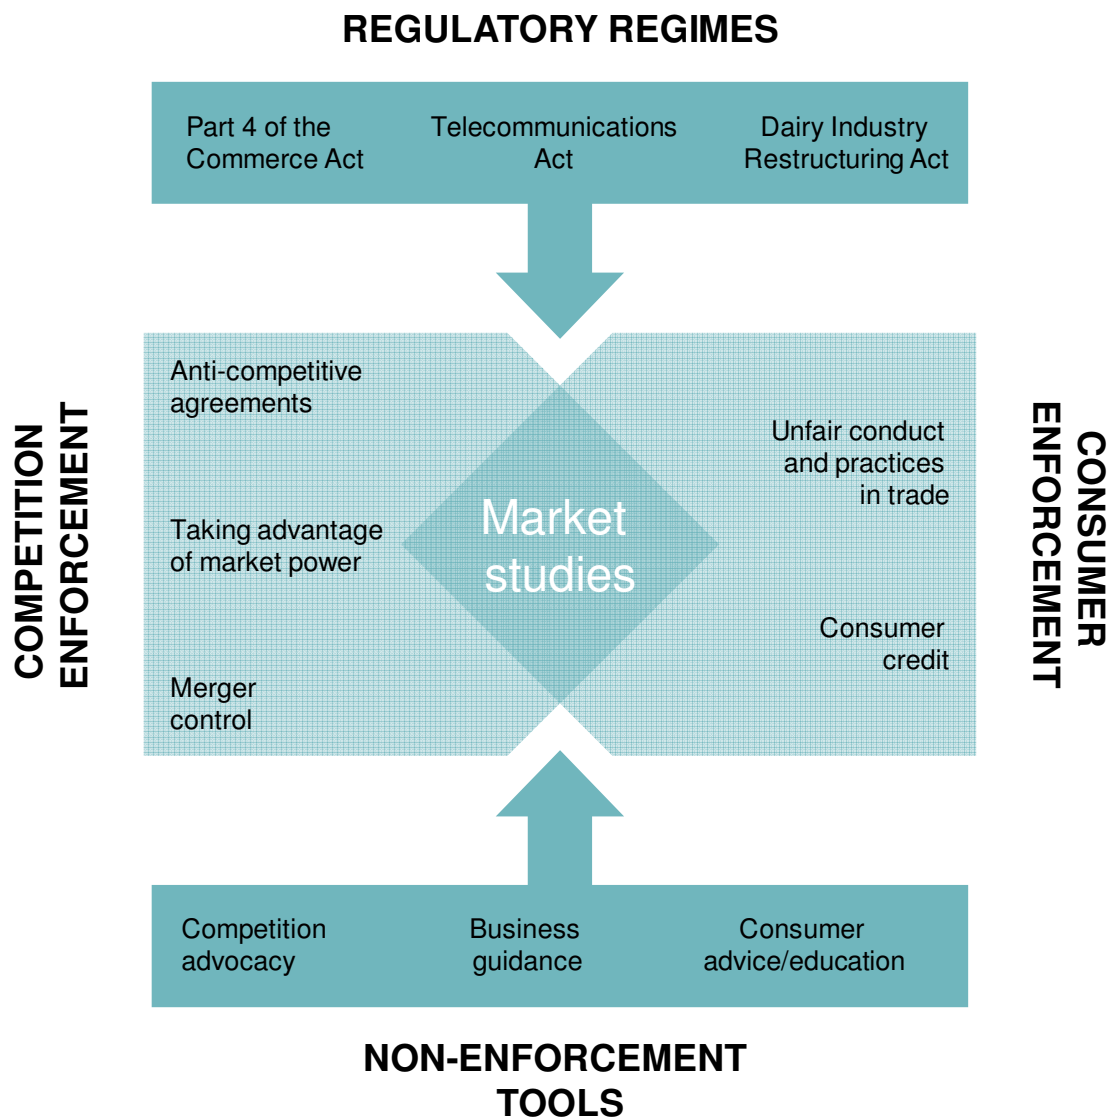 REGULATORY REGIMES
Part 4 of the
Commerce Act
Telecommunications
Act
Dairy Industry
Restructuring Act
COMPETITION
ENFORCEMENT
Anti-competitive
agreements
Taking advantage
of market power
Merger
control
Market
studies
Unfair conduct
and practices
in trade
Consumer
credit
CONSUMER
ENFORCEMENT
Competition
advocacy
Business
guidance
Consumer
advice/education
NON-ENFORCEMENT
TOOLS